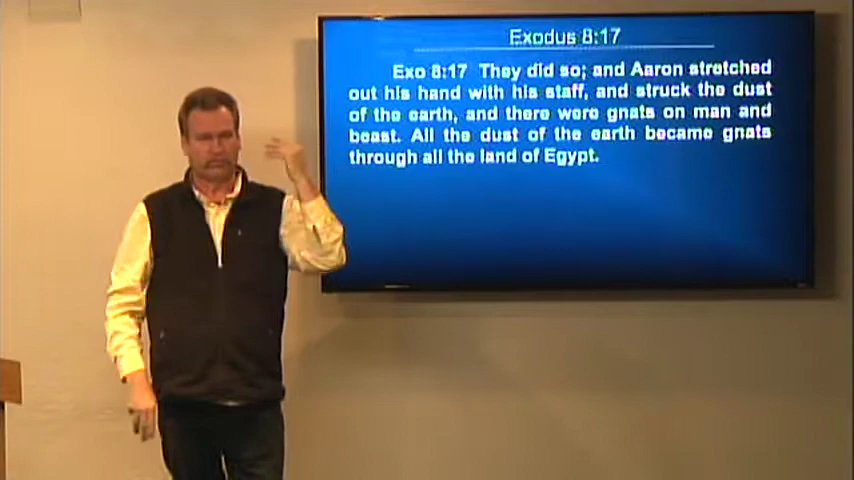 Exodus 8:17
Exo 8:17 They did so; and Aaron stretched
out his hand with his staff, and struck the dust
of the earth, and there were gnats on man and
beast. All the dust of the earth became gnats
through all the land of Egypt.